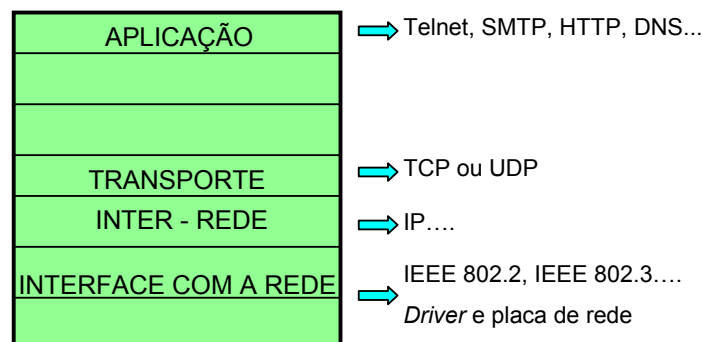 APLICAÇÃO
Telnet, SMTP, HTTP, DNS...
TRANSPORTE
TCP ou UDP
INTER - REDE
IP….
INTERFACE COM A REDE
IEEE 802.2, IEEE 802.3….
Driver e placa de rede